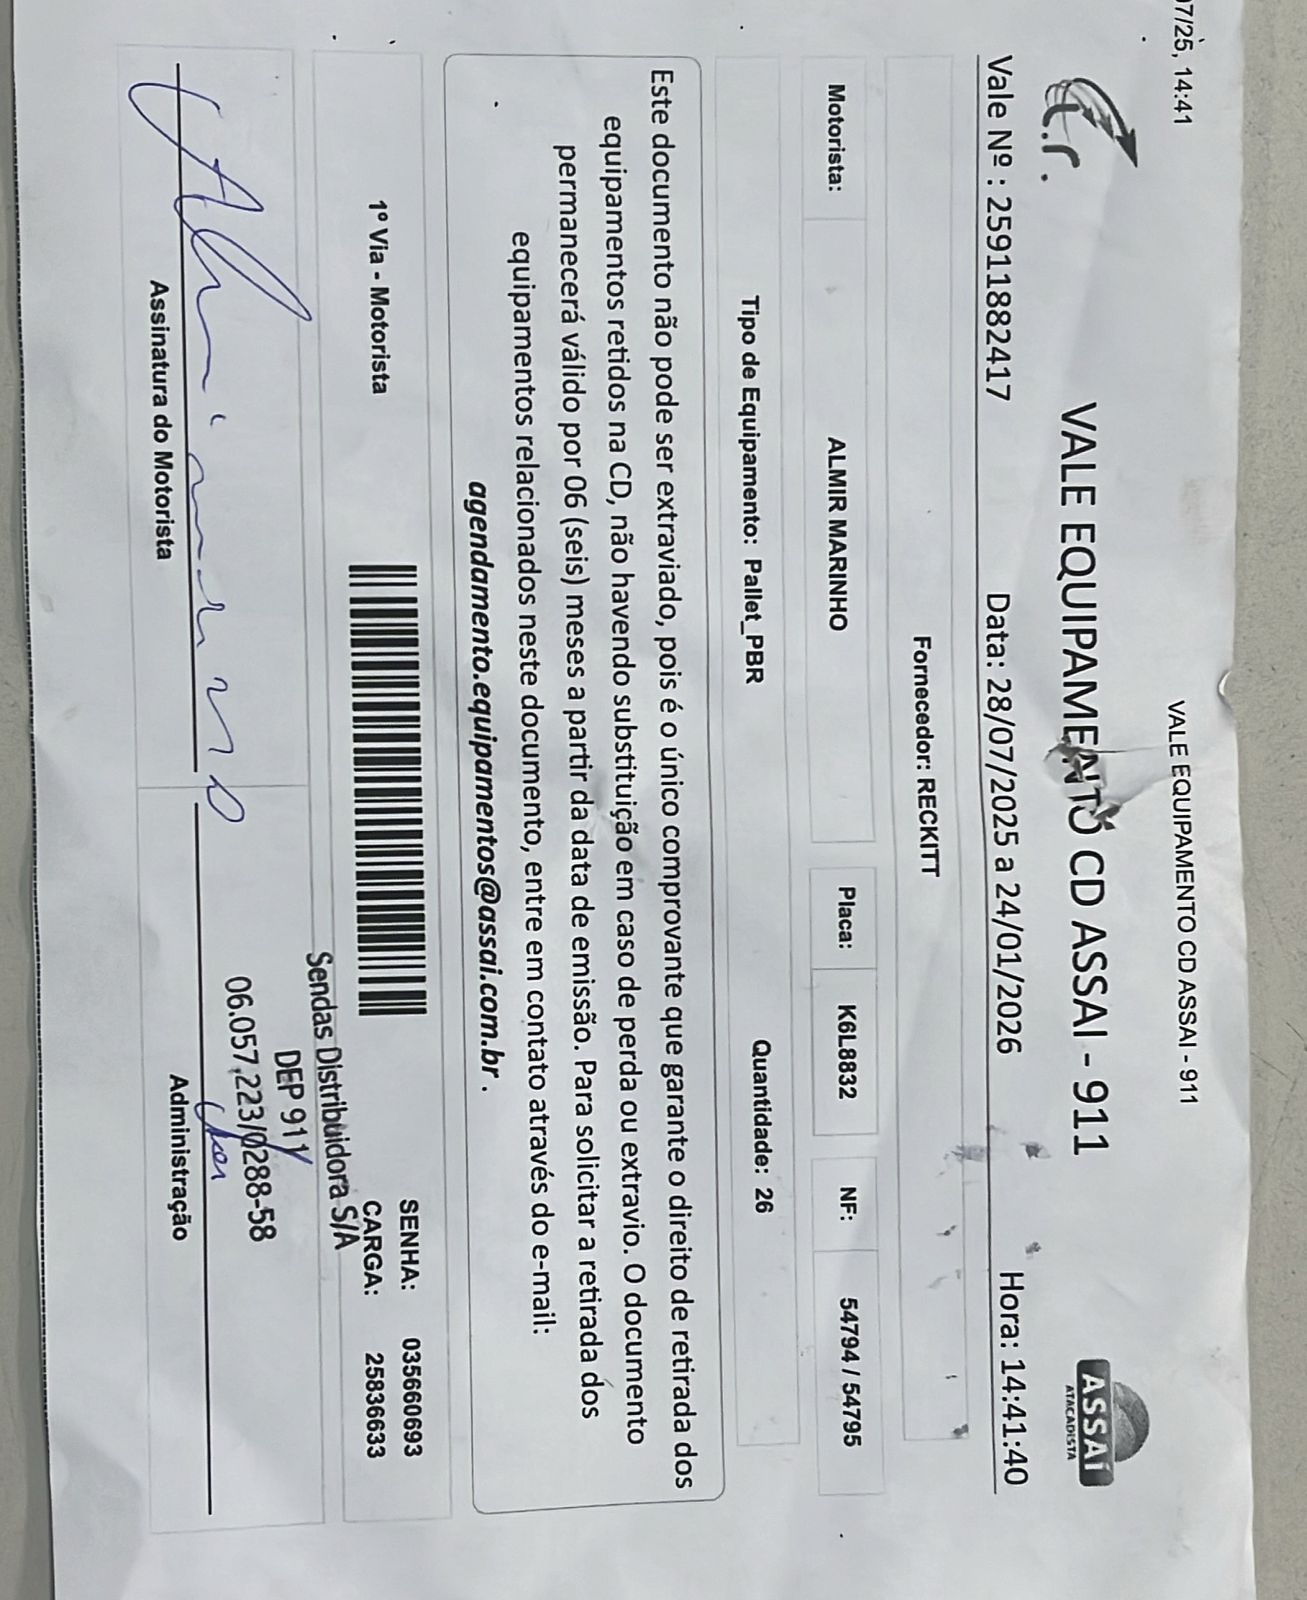 07/25, 14:41
VALE EQUIPAMENTO CD ASSAI - 911
VALE EQUIPAMENTO CD ASSAI - 911
ASSAÍ
ATACADISTA
Vale Nº : 25911882417 Data: 28/07/2025 a 24/01/2026 Hora: 14:41:40
Fornecedor: RECKITT
Motorista: ALMIR MARINHO Placa: K6L8832 NF: 54794 / 54795
Tipo de Equipamento: Pallet_PBR Quantidade: 26
Este documento não pode ser extraviado, pois é o único comprovante que garante o direito de retirada dos
equipamentos retidos na CD, não havendo substituição em caso de perda ou extravio. O documento
permanecerá válido por 06 (seis) meses a partir da data de emissão. Para solicitar a retirada dos
equipamentos relacionados neste documento, entre em contato através do e-mail:
agendamento.equipamentos@assai.com.br .
1º Via - Motorista
SENHA: 035660693
CARGA: 25836633
Sendas Distribuidora S/A
DEP 911
06.057.223/0288-58
Assinatura do Motorista Administração